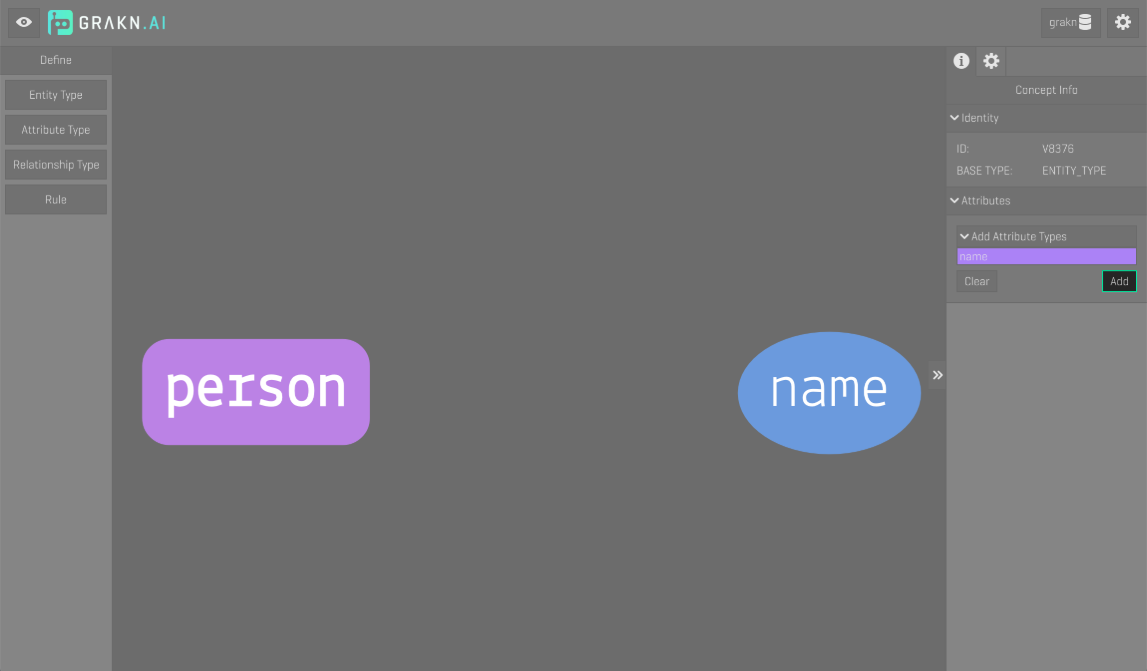 GRAKN.AI
grakn
Define
Entity Type
Attribute Type
Relationship Type
Rule
person
name
Concept Info
Identity
ID: V8376
BASE TYPE: ENTITY_TYPE
Attributes
Add Attribute Types
name
Clear Add